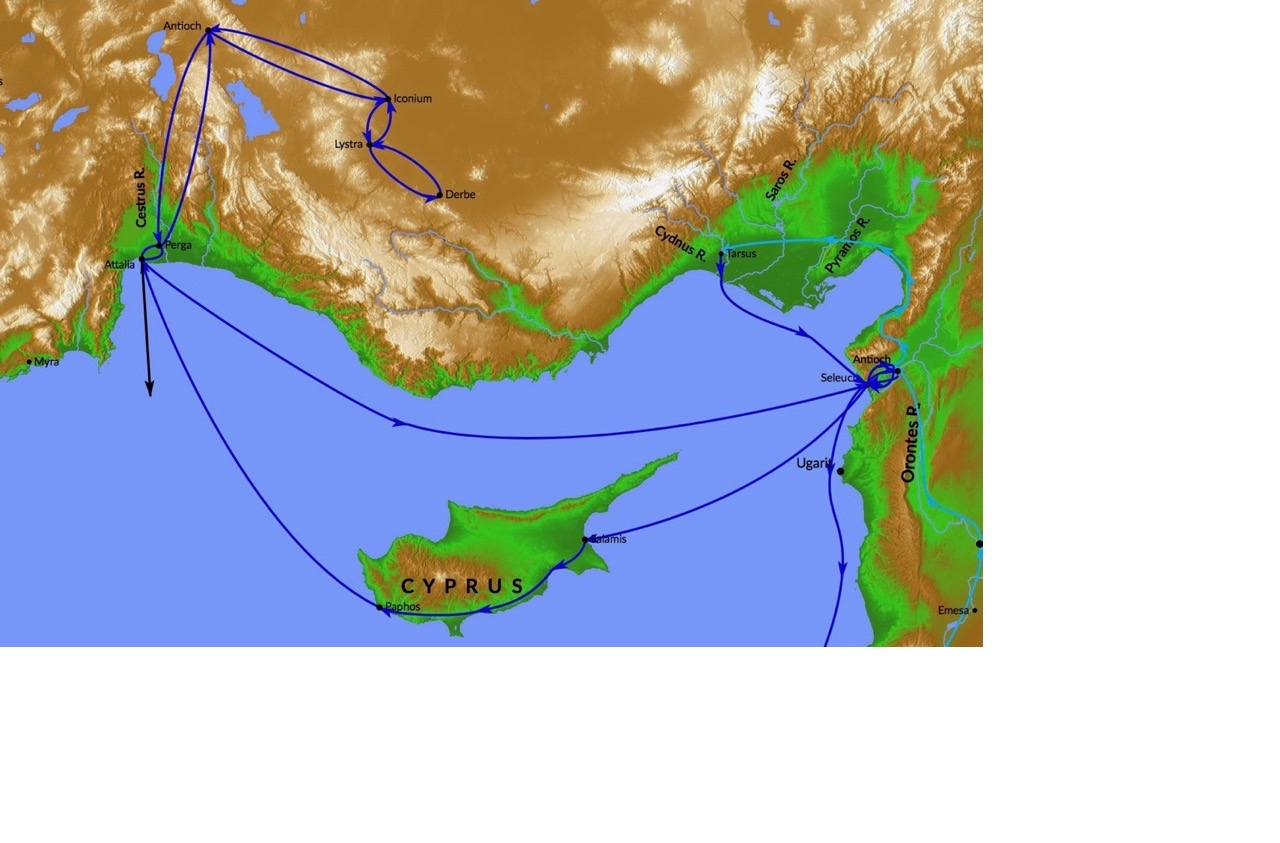 Antioch
s
Iconium
Lystra
Cestrus R.
Derbe
Saros R.
Perga
Attalia
Cydnus R.
Tarsus
Pyramos R.
Myra
Antioch
Seleucia
Orontes R.
Ugarit
Salamis
CYPRUS
Paphos
Emesa